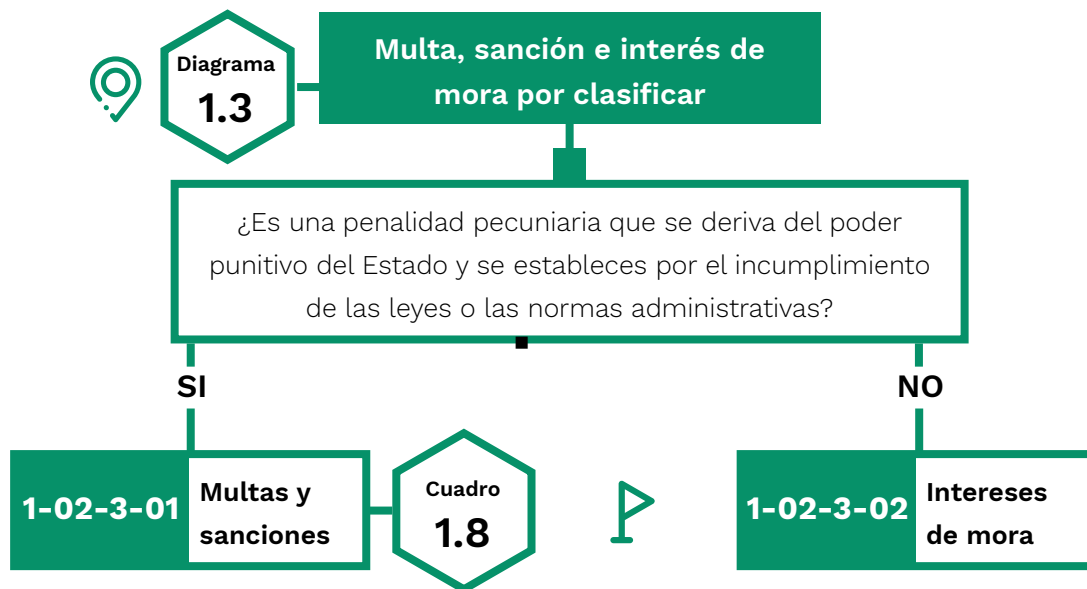 Diagrama
1.3
Multa, sanción e interés de
mora por clasificar
¿Es una penalidad pecuniaria que se deriva del poder
punitivo del Estado y se estableces por el incumplimiento
de las leyes o las normas administrativas?
SI
NO
1-02-3-01
Multas y
sanciones
Cuadro
1.8
1-02-3-02
Intereses
de mora